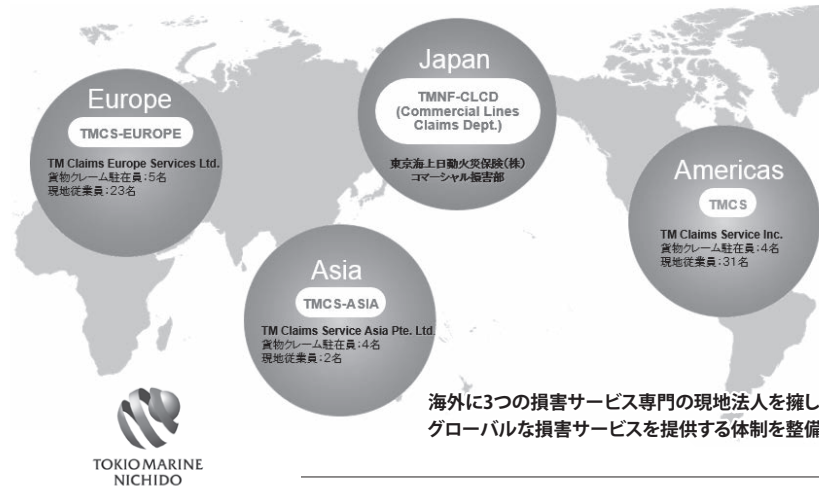 Japan
TMNF-CLCD
(Commercial Lines
Claims Dept.)
東京海上日動火災保険(株)
コマーシャル損害部
Europe
TMCS-EUROPE
TM Claims Europe Services Ltd.
貨物クレーム駐在員:5名
現地従業員:23名
Americas
TMCS
TM Claims Service Inc.
貨物クレーム駐在員:4名
現地従業員:31名
Asia
TMCS-ASIA
TM Claims Service Asia Pte. Ltd.
貨物クレーム駐在員:4名
現地従業員:2名
海外に3つの損害サービス専門の現地法人を擁し
グローバルな損害サービスを提供する体制を整備
TOKIO MARINE
NICHIDO